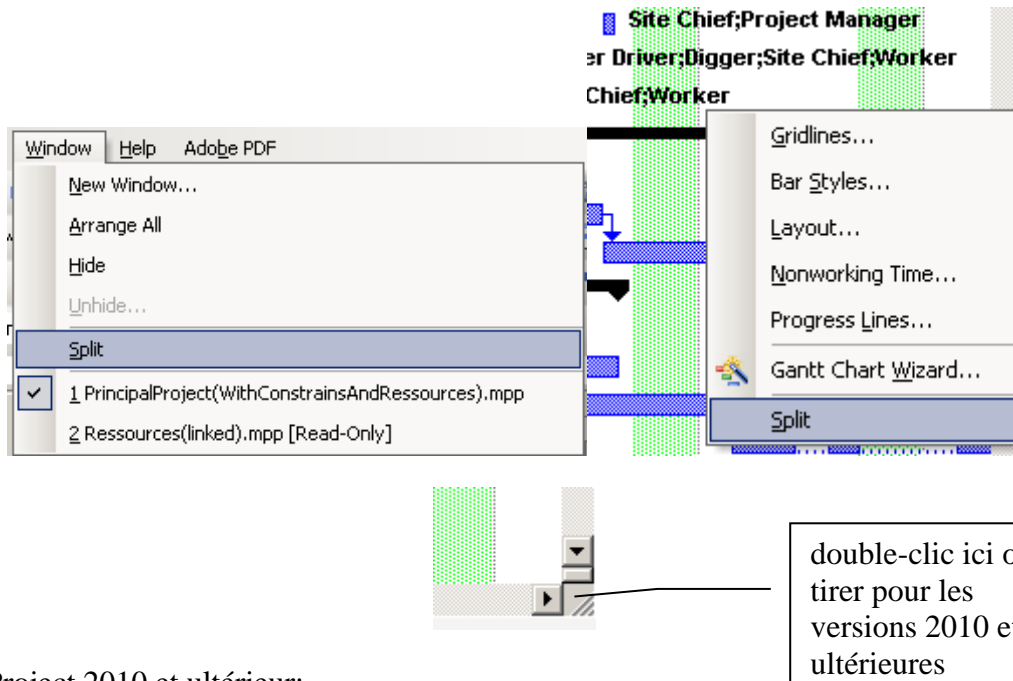 Site Chief;Project Manager
er Driver;Digger;Site Chief;Worker
Chief;Worker
Window Help Adobe PDF
New Window...
Arrange All
Hide
Unhide...
Split
1 PrincipalProject(WithConstrainsAndRessources).mpp
2 Ressources(linked).mpp [Read-Only]
Gridlines...
Bar Styles...
Layout...
Nonworking Time...
Progress Lines...
Gantt Chart Wizard...
Split
double-clic ici o
tirer pour les
versions 2010 e
ultérieures
roject 2010 et ultérieur: